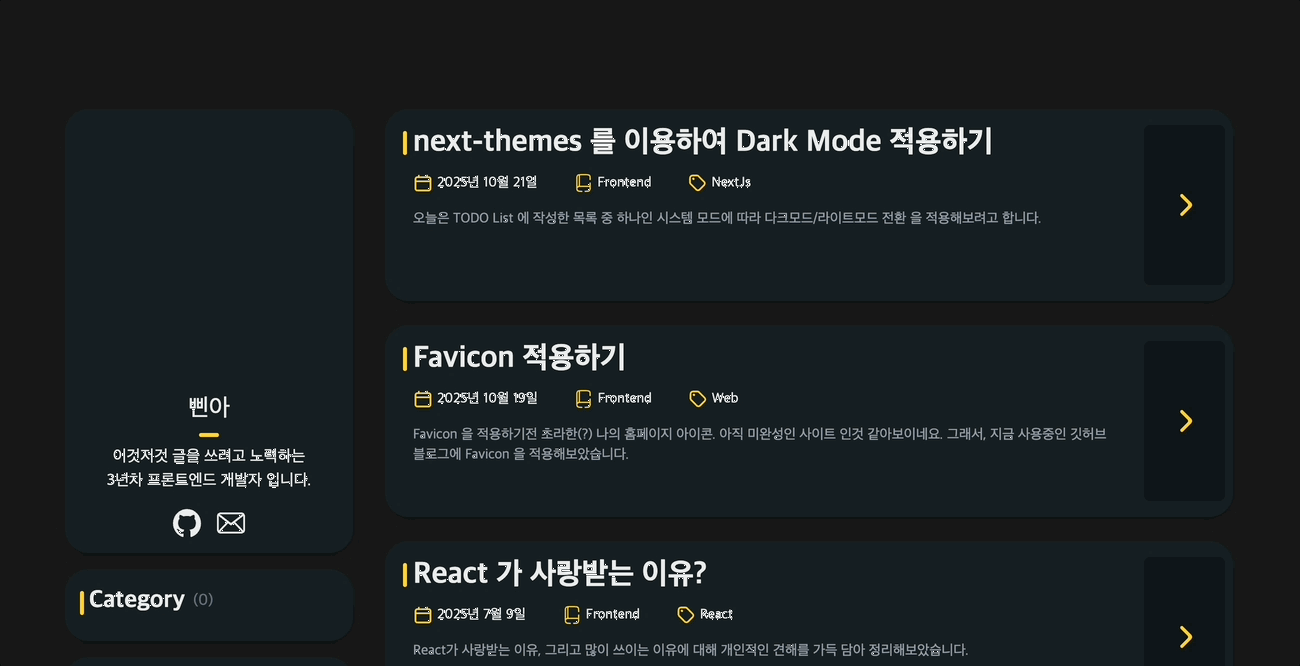 삔아
어것저것 글을 쓰려고 노력하는
3년차 프론트엔드 개발자 입니다.
Category (0)
next-themes 를 이용하여 Dark Mode 적용하기
2025년 10월 21일 Frontend NextJs
오늘은 TODO List 에 작성한 목록 중 하나인 시스템 모드에 따라 다크모드/라이트모드 전환 을 적용해보려고 합니다.
Favicon 적용하기
2025년 10월 19일 Frontend Web
Favicon 을 적용하기전 초라한(?) 나의 홈페이지 아이콘. 아직 미완성인 사이트 인것 같아보이네요. 그래서, 지금 사용중인 깃허브
블로그에 Favicon 을 적용해보았습니다.
React 가 사랑받는 이유?
2025년 7월 9일 Frontend React
React가 사랑받는 이유, 그리고 많이 쓰이는 이유에 대해 개인적인 견해를 가득 담아 정리해보았습니다.